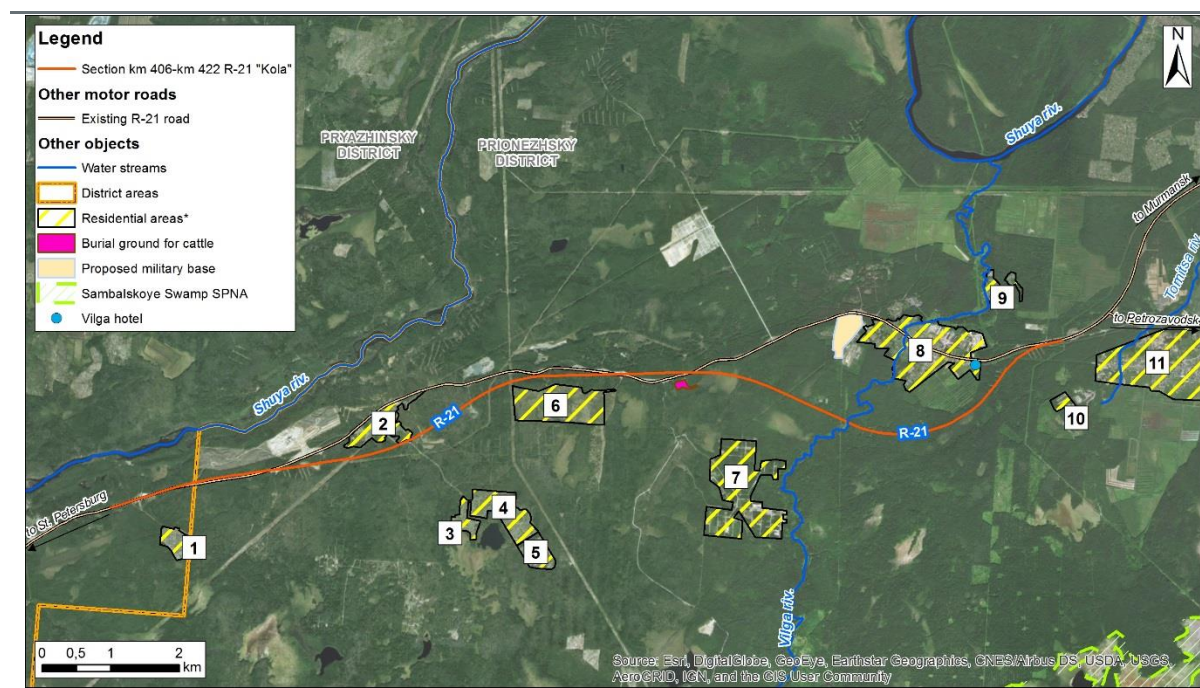 Legend
Section km 406-km 422 R-21 "Kola"
Other motor roads
Existing R-21 road
Other objects
Water streams
District areas
Residential areas*
Burial ground for cattle
Proposed military base
Sambalskoye Swamp SPNA
Vilga hotel
N
PRYAZHINSKY
DISTRICT
PRIONEZHSKY
DISTRICT
Shuya riv.
to Murmansk
Tomitsa riv.
to Petrozavodsk
9
8
11
10
Shuya riv.
6
2
R-21
R-21
7
to St. Petersburg
4
3
5
1
Vilga riv.
0 0,5 1 2
km
Source: Esri, DigitalGlobe, GeoEye, Earthstar Geographics, CNES/Airbus DS, USDA, USGS,
AeroGRID, IGN, and the GIS User Community